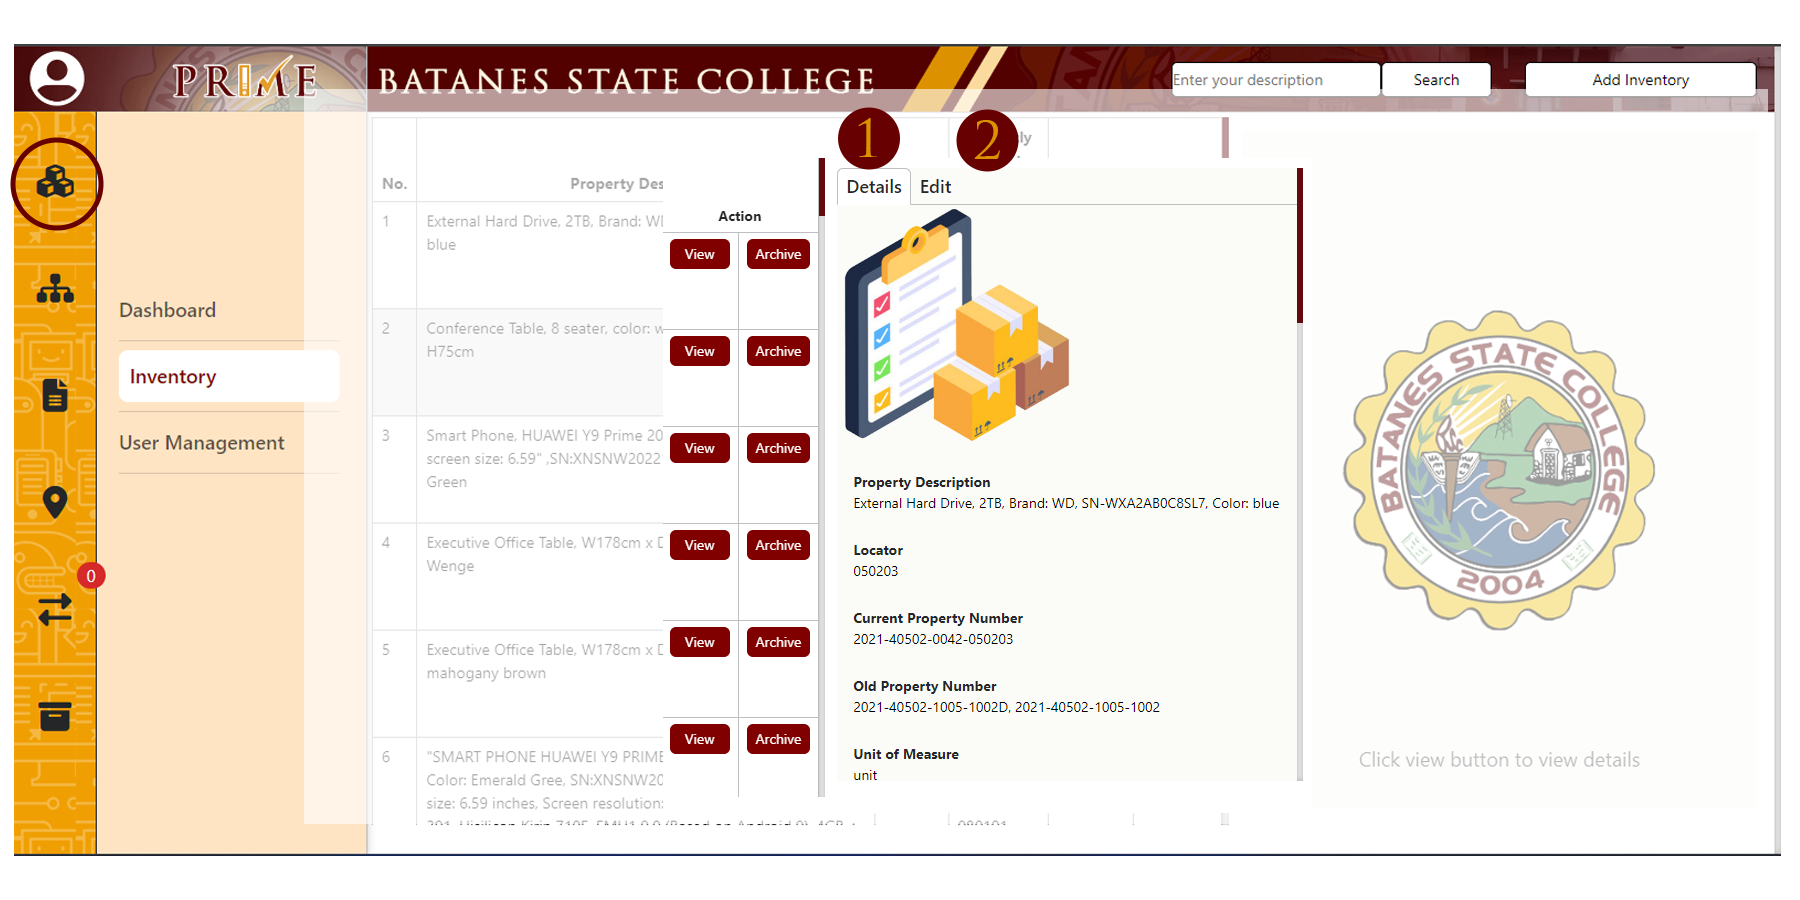 PRIME
BATANES STATE COLLEGE
Enter your description
Search
Add Inventory
1
2
ly
No.
Property Des
Action
Details
Edit
Dashboard
Inventory
User Management
0
1
External Hard Drive, 2TB, Brand: WI
blue
View
Archive
2
Conference Table, 8 seater, color: w
H75cm
View
Archive
3
Smart Phone, HUAWEI Y9 Prime 20
screen size: 6.59" ,SN:XNSNW2022
Green
View
Archive
4
Executive Office Table, W178cm x D
Wenge
View
Archive
5
Executive Office Table, W178cm x D
mahogany brown
View
Archive
6
"SMART PHONE HUAWEI Y9 PRIME
Color: Emerald Gree, SN:XNSNW20
size: 6.59 inches, Screen resolution:
View
Archive
Property Description
External Hard Drive, 2TB, Brand: WD, SN-WXA2AB0C8SL7, Color: blue
Locator
050203
Current Property Number
2021-40502-0042-050203
Old Property Number
2021-40502-1005-1002D, 2021-40502-1005-1002
Unit of Measure
unit
BATANES STATE COLLEGE
2004
Click view button to view details